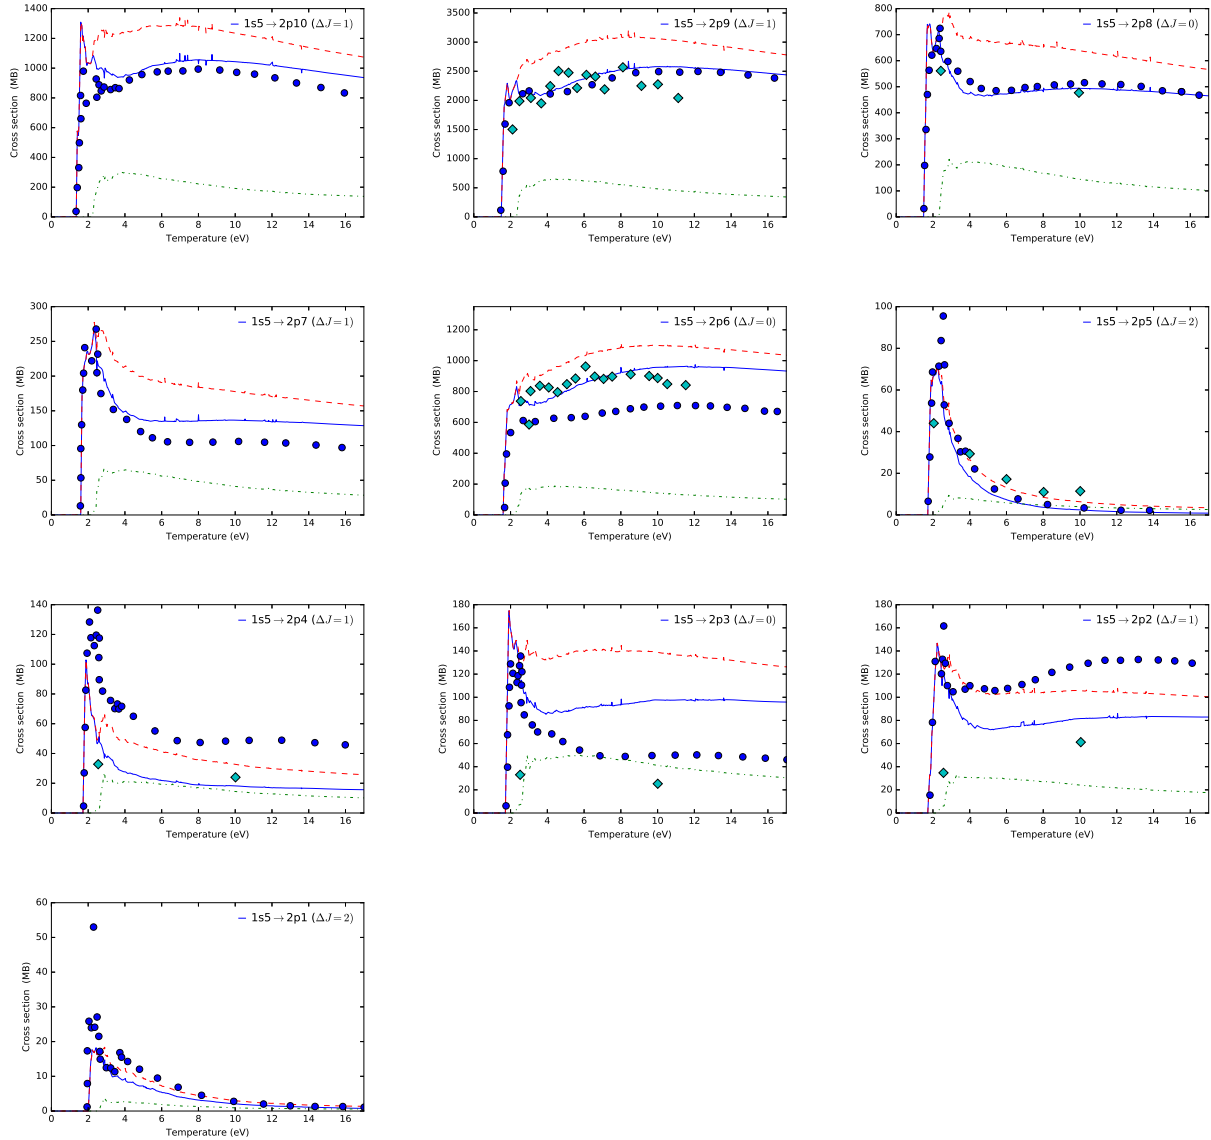 1s5→2p10 (ΔJ=1)
Cross section (MB)
1400
1200
1000
800
600
400
200
0
0 2 4 6 8 10 12 14 16
Temperature (eV)
1s5→2p9 (ΔJ=1)
Cross section (MB)
3500
3000
2500
2000
1500
1000
500
0
0 2 4 6 8 10 12 14 16
Temperature (eV)
1s5→2p8 (ΔJ=0)
Cross section (MB)
800
700
600
500
400
300
200
100
0
0 2 4 6 8 10 12 14 16
Temperature (eV)
1s5→2p7 (ΔJ=1)
Cross section (MB)
300
250
200
150
100
50
0
0 2 4 6 8 10 12 14 16
Temperature (eV)
1s5→2p6 (ΔJ=0)
Cross section (MB)
1200
1000
800
600
400
200
0
0 2 4 6 8 10 12 14 16
Temperature (eV)
1s5→2p5 (ΔJ=2)
Cross section (MB)
100
80
60
40
20
0
0 2 4 6 8 10 12 14 16
Temperature (eV)
1s5→2p4 (ΔJ=1)
Cross section (MB)
140
120
100
80
60
40
20
0
0 2 4 6 8 10 12 14 16
Temperature (eV)
1s5→2p3 (ΔJ=0)
Cross section (MB)
180
160
140
120
100
80
60
40
20
0
0 2 4 6 8 10 12 14 16
Temperature (eV)
1s5→2p2 (ΔJ=1)
Cross section (MB)
180
160
140
120
100
80
60
40
20
0
0 2 4 6 8 10 12 14 16
Temperature (eV)
1s5→2p1 (ΔJ=2)
Cross section (MB)
60
50
40
30
20
10
0
0 2 4 6 8 10 12 14 16
Temperature (eV)